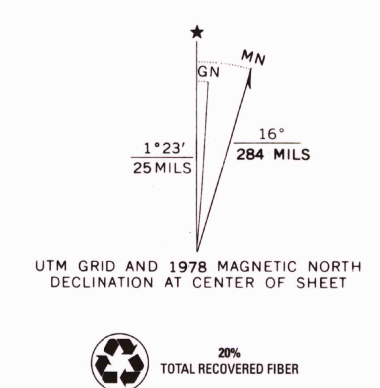 ★
MN
GN
1°23′
25 MILS
16°
284 MILS
UTM GRID AND 1978 MAGNETIC NORTH
DECLINATION AT CENTER OF SHEET
20%
TOTAL RECOVERED FIBER